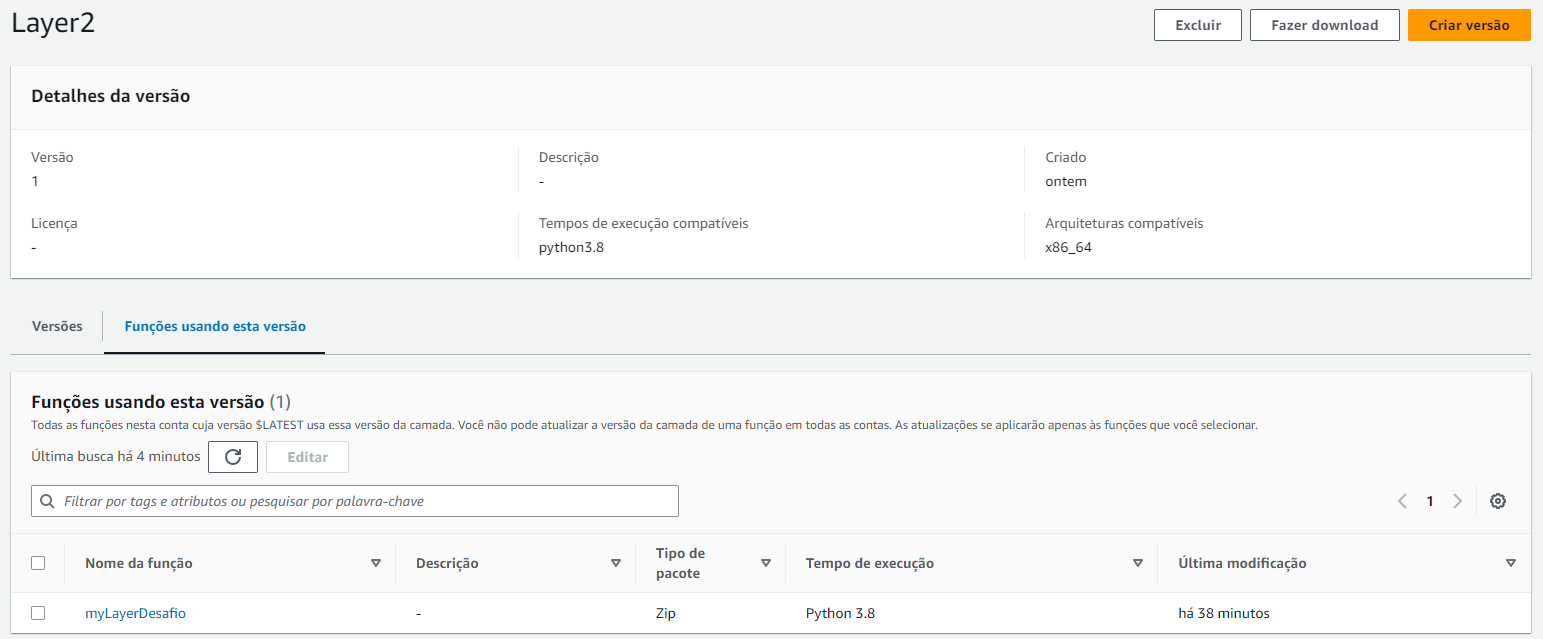 Layer2
Excluir
Fazer download
Criar versão
Detalhes da versão
Versão
1
Descrição
-
Criado
ontem
Licença
-
Tempos de execução compatíveis
python3.8
Arquiteturas compatíveis
x86_64
Versões
Funções usando esta versão
Funções usando esta versão (1)
Todas as funções nesta conta cuja versão $LATEST usa essa versão da camada. Você não pode atualizar a versão da camada de uma função em todas as contas. As atualizações se aplicarão apenas às funções que você selecionar.
Última busca há 4 minutos
Editar
Filtrar por tags e atributos ou pesquisar por palavra-chave
1
Nome da função
Descrição
Tipo de
pacote
Tempo de execução
Última modificação
myLayerDesafio
-
Zip
Python 3.8
há 38 minutos